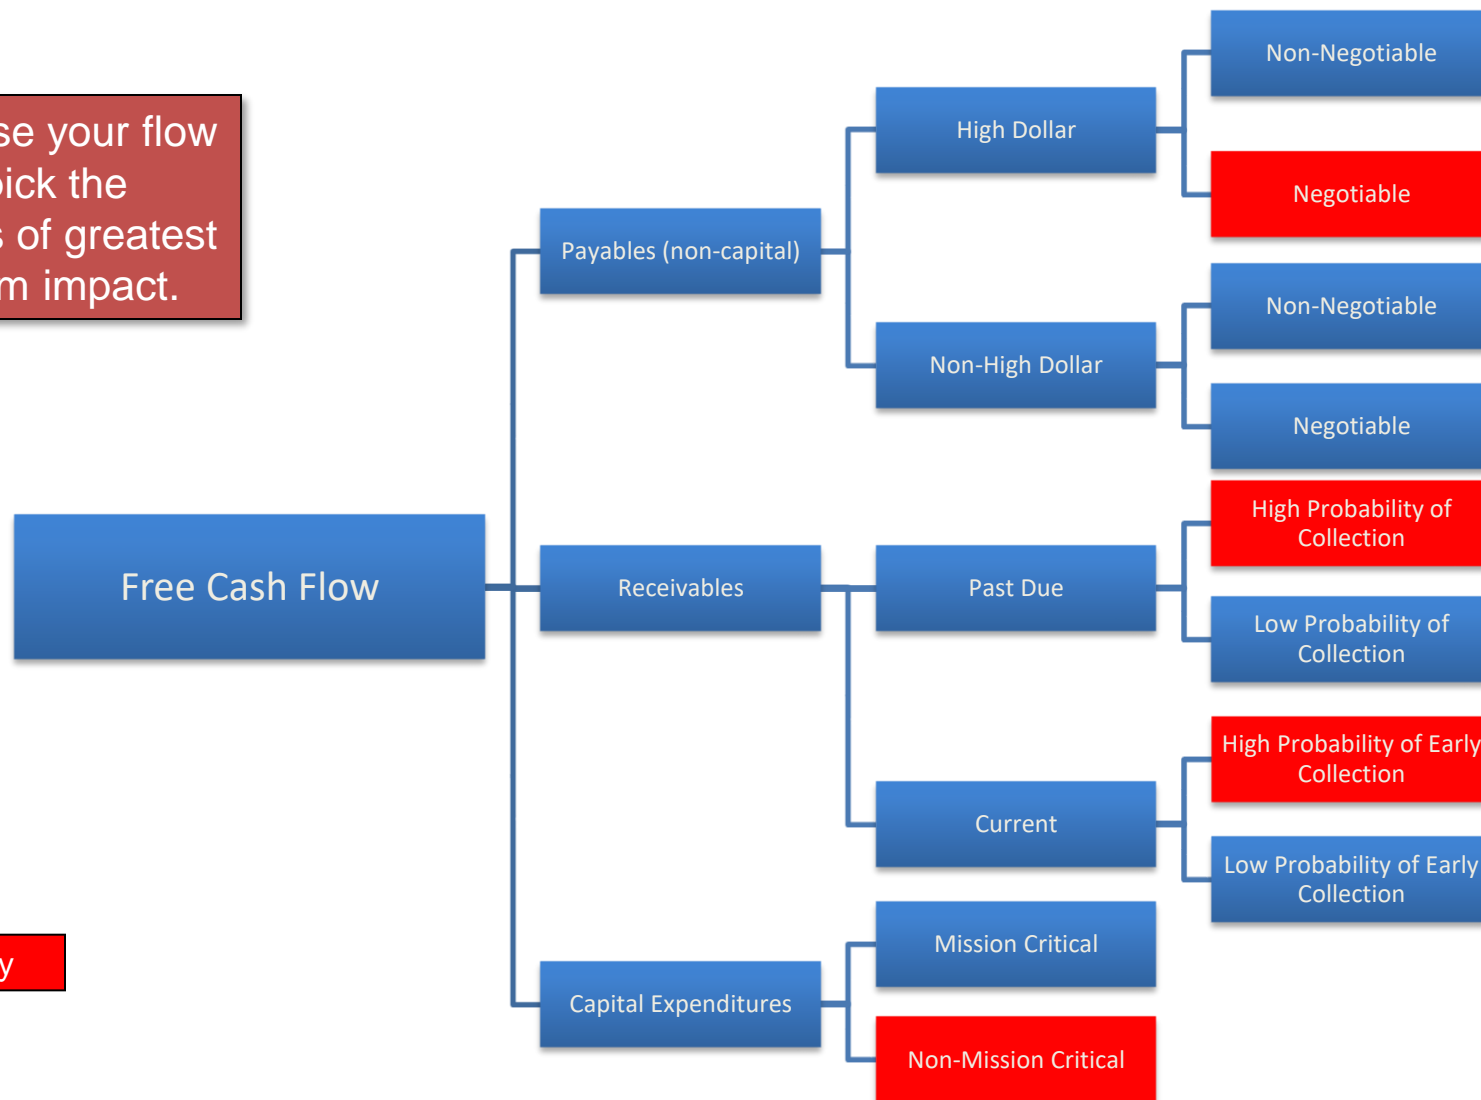 your flow
pick the
of greatest
impact.
Free Cash Flow
Payables (non-capital)
High Dollar
Non-Negotiable
Negotiable
Non-High Dollar
Non-Negotiable
Negotiable
Receivables
Past Due
High Probability of
Collection
Low Probability of
Collection
Current
High Probability of Early
Collection
Low Probability of Early
Collection
Capital Expenditures
Mission Critical
Non-Mission Critical